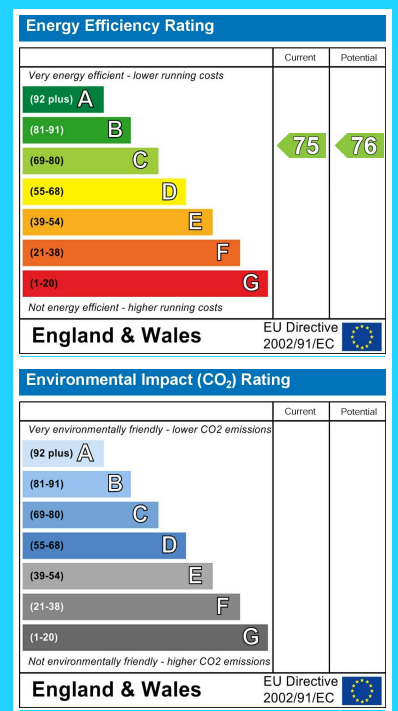 Energy Efficiency Rating
Current Potential
Very energy efficient - lower running costs
(92 plus) A
(81-91) B
75 76
(69-80) C
(55-68) D
(39-54) E
(21-38) F
(1-20) G
Not energy efficient - higher running costs
England & Wales
EU Directive
2002/91/EC
Environmental Impact (CO₂) Rating
Current Potential
Very environmentally friendly - lower CO2 emissions
(92 plus) A
(81-91) B
(69-80) C
(55-68) D
(39-54) E
(21-38) F
(1-20) G
Not environmentally friendly - higher CO2 emissions
England & Wales
EU Directive
2002/91/EC